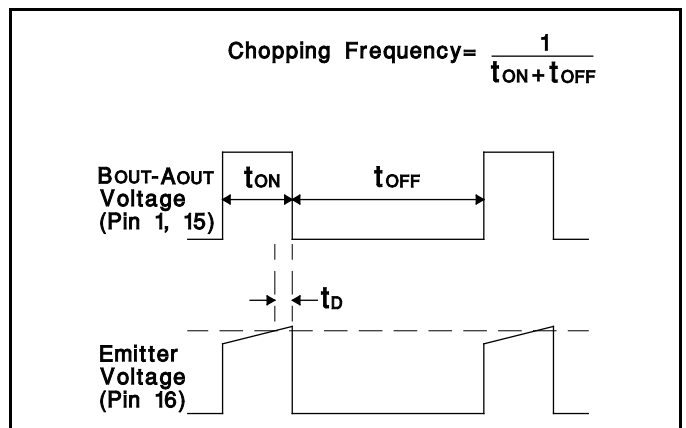 Chopping Frequency= 1
tON+tOFF
BOUT-AOUT
Voltage
(Pin 1, 15)
tON
tOFF
tD
Emitter
Voltage
(Pin 16)